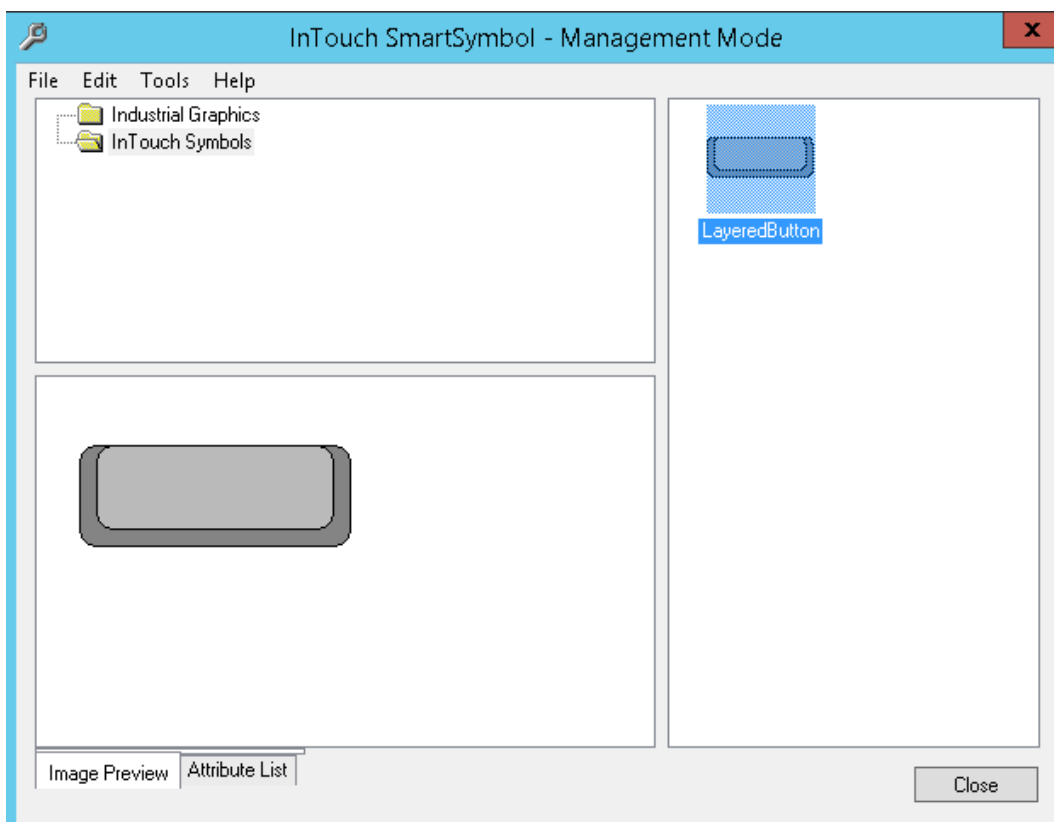 InTouch SmartSymbol - Management Mode
x
File Edit Tools Help
Industrial Graphics
InTouch Symbols
LayeredButton
Image Preview
Attribute List
Close